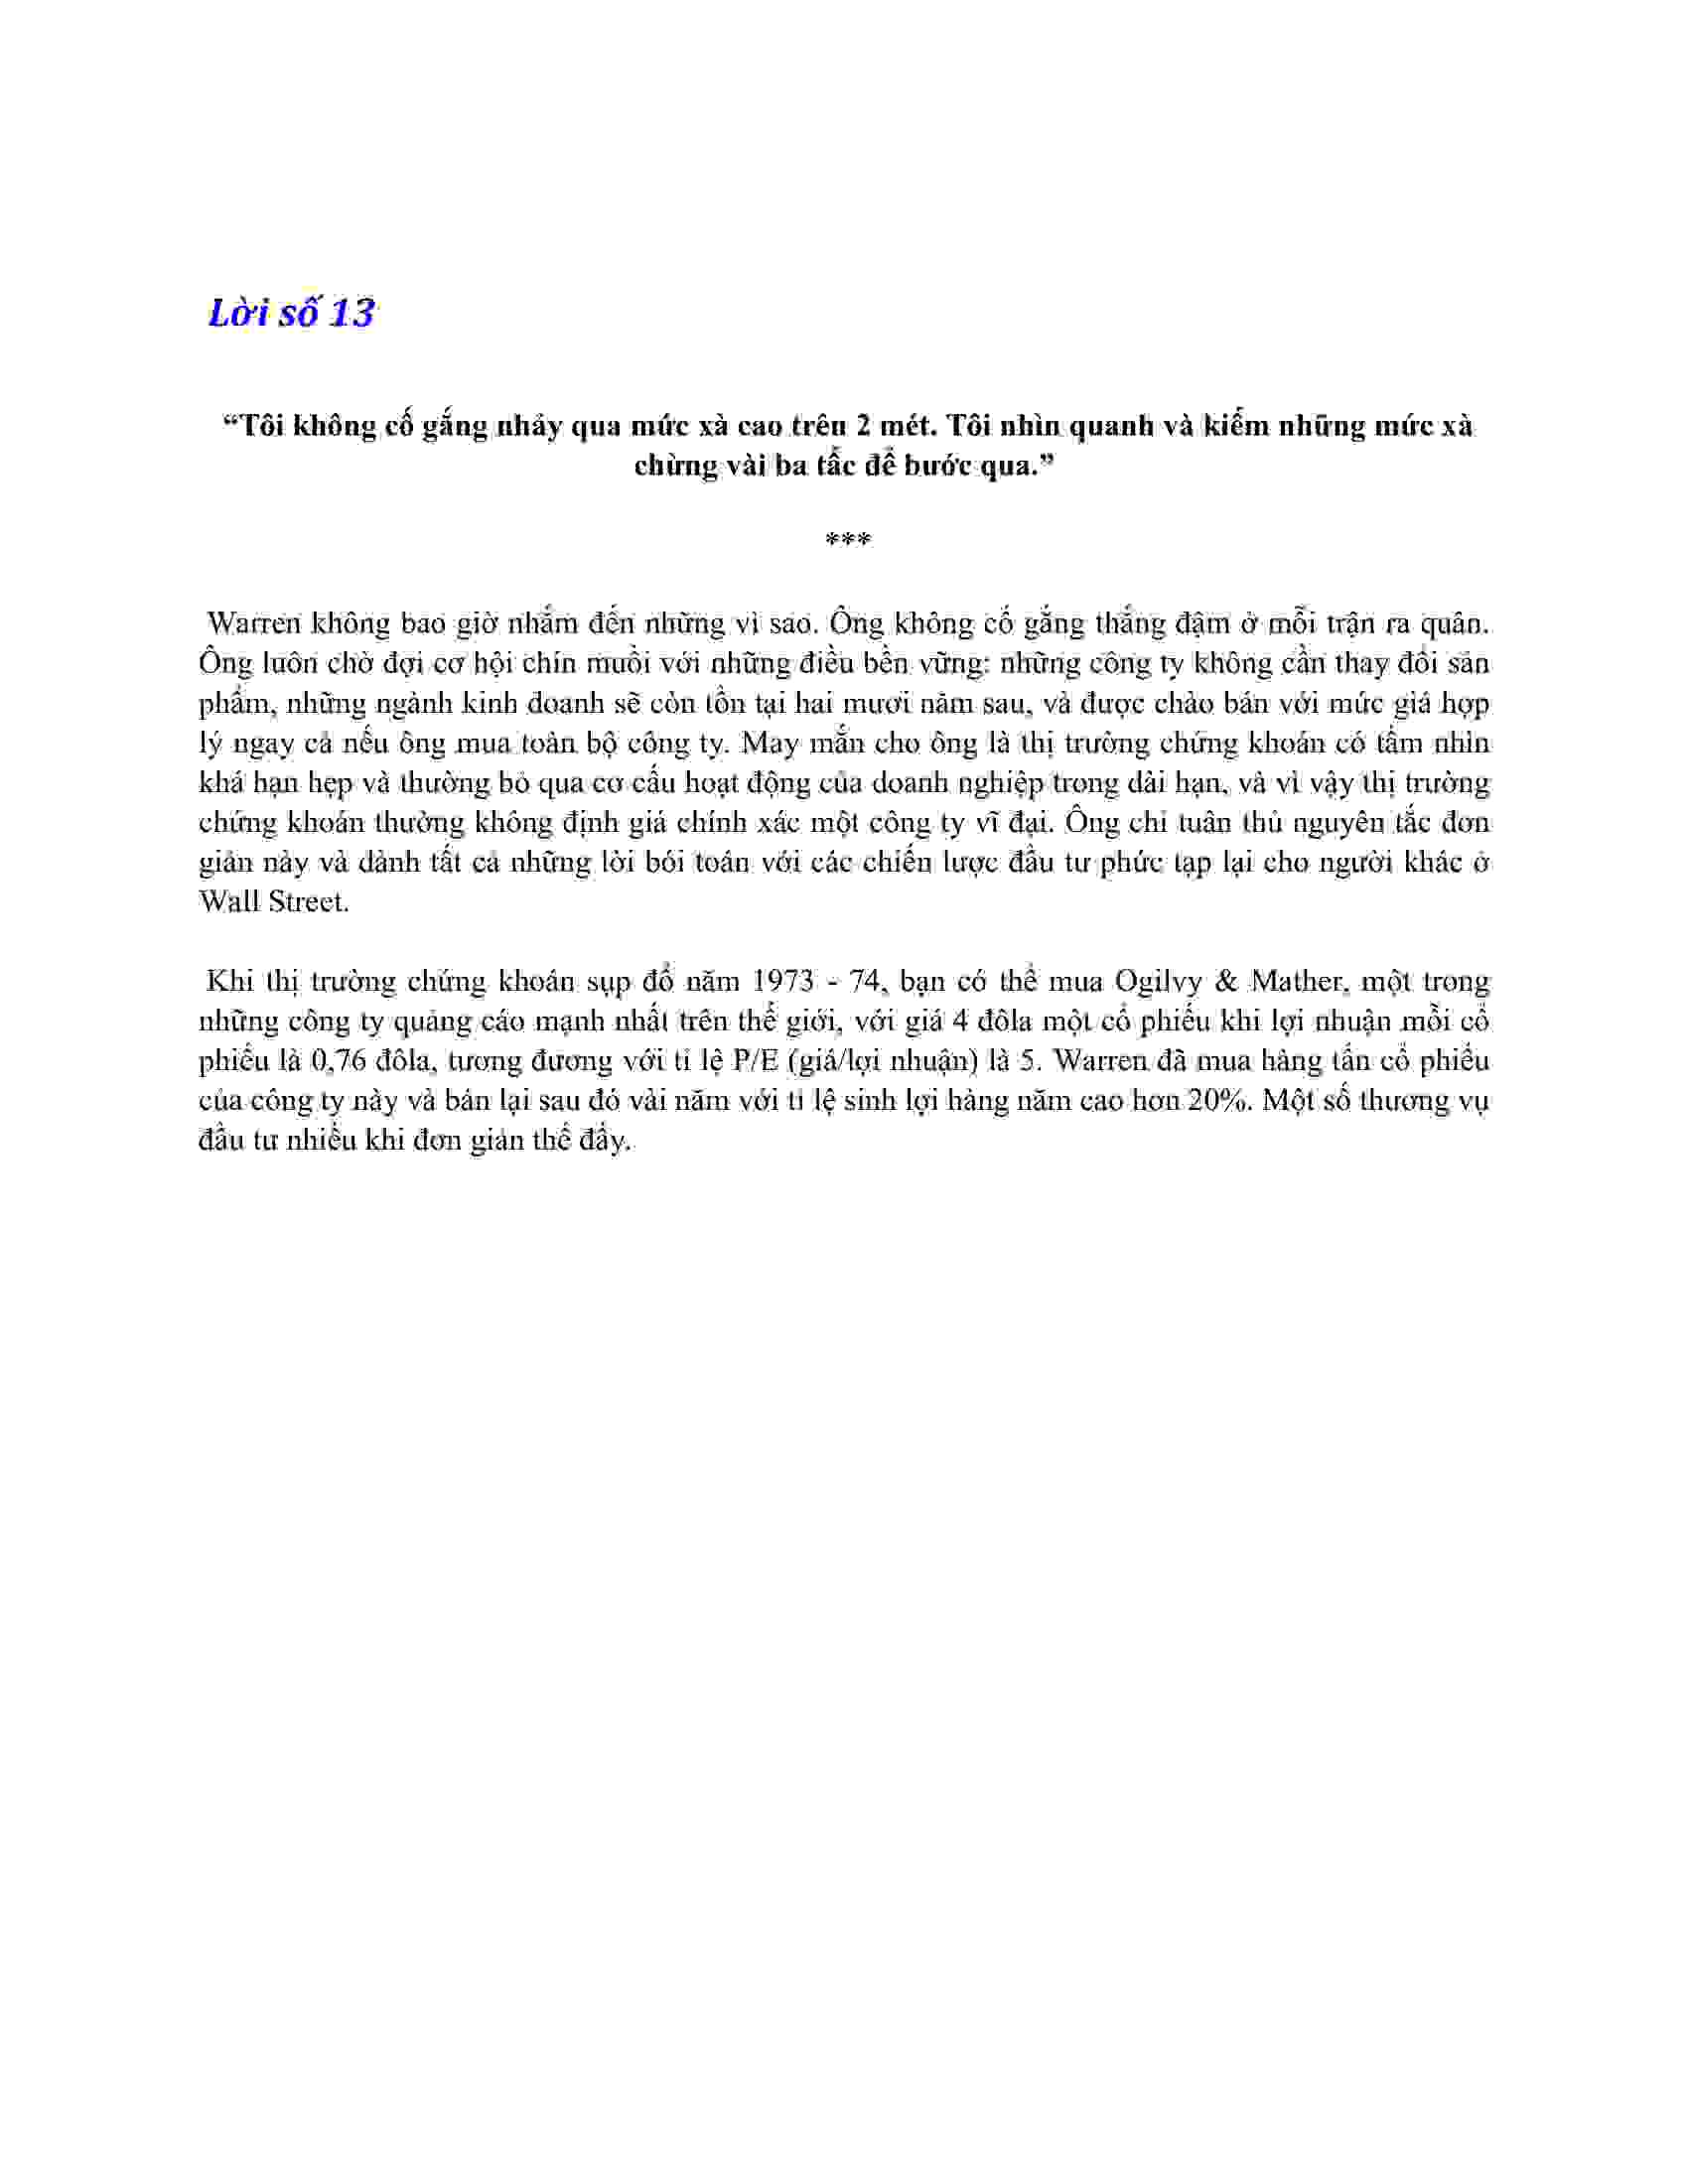 Lời số 13
“Tôi không cố gắng nhảy qua mức xà cao trên 2 mét. Tôi nhìn quanh và kiếm những mức xà
chừng vài ba tấc để bước qua.”
***
Warren không bao giờ nhắm đến những vì sao. Ông không cố gắng thắng đậm ở mỗi trận ra quân.
Ông luôn chờ đợi cơ hội chín muồi với những điều bền vững: những công ty không cần thay đổi sản
phẩm, những ngành kinh doanh sẽ còn tồn tại hai mươi năm sau, và được chào bán với mức giá hợp
lý ngay cả nếu ông mua toàn bộ công ty. May mắn cho ông là thị trường chứng khoán có tầm nhìn
khá hạn hẹp và thường bỏ qua cơ cấu hoạt động của doanh nghiệp trong dài hạn, và vì vậy thị trường
chứng khoán thường không định giá chính xác một công ty vĩ đại. Ông chỉ tuân thủ nguyên tắc đơn
giản này và dành tất cả những lời bói toán với các chiến lược đầu tư phức tạp lại cho người khác ở
Wall Street.
Khi thị trường chứng khoán sụp đổ năm 1973 - 74, bạn có thể mua Ogilvy & Mather, một trong
những công ty quảng cáo mạnh nhất trên thế giới, với giá 4 đôla một cổ phiếu khi lợi nhuận mỗi cổ
phiếu là 0,76 đôla, tương đương với tỉ lệ P/E (giá/lợi nhuận) là 5. Warren đã mua hàng tấn cổ phiếu
của công ty này và bán lại sau đó vài năm với tỉ lệ sinh lợi hàng năm cao hơn 20%. Một số thương vụ
đầu tư nhiều khi đơn giản thế đấy.